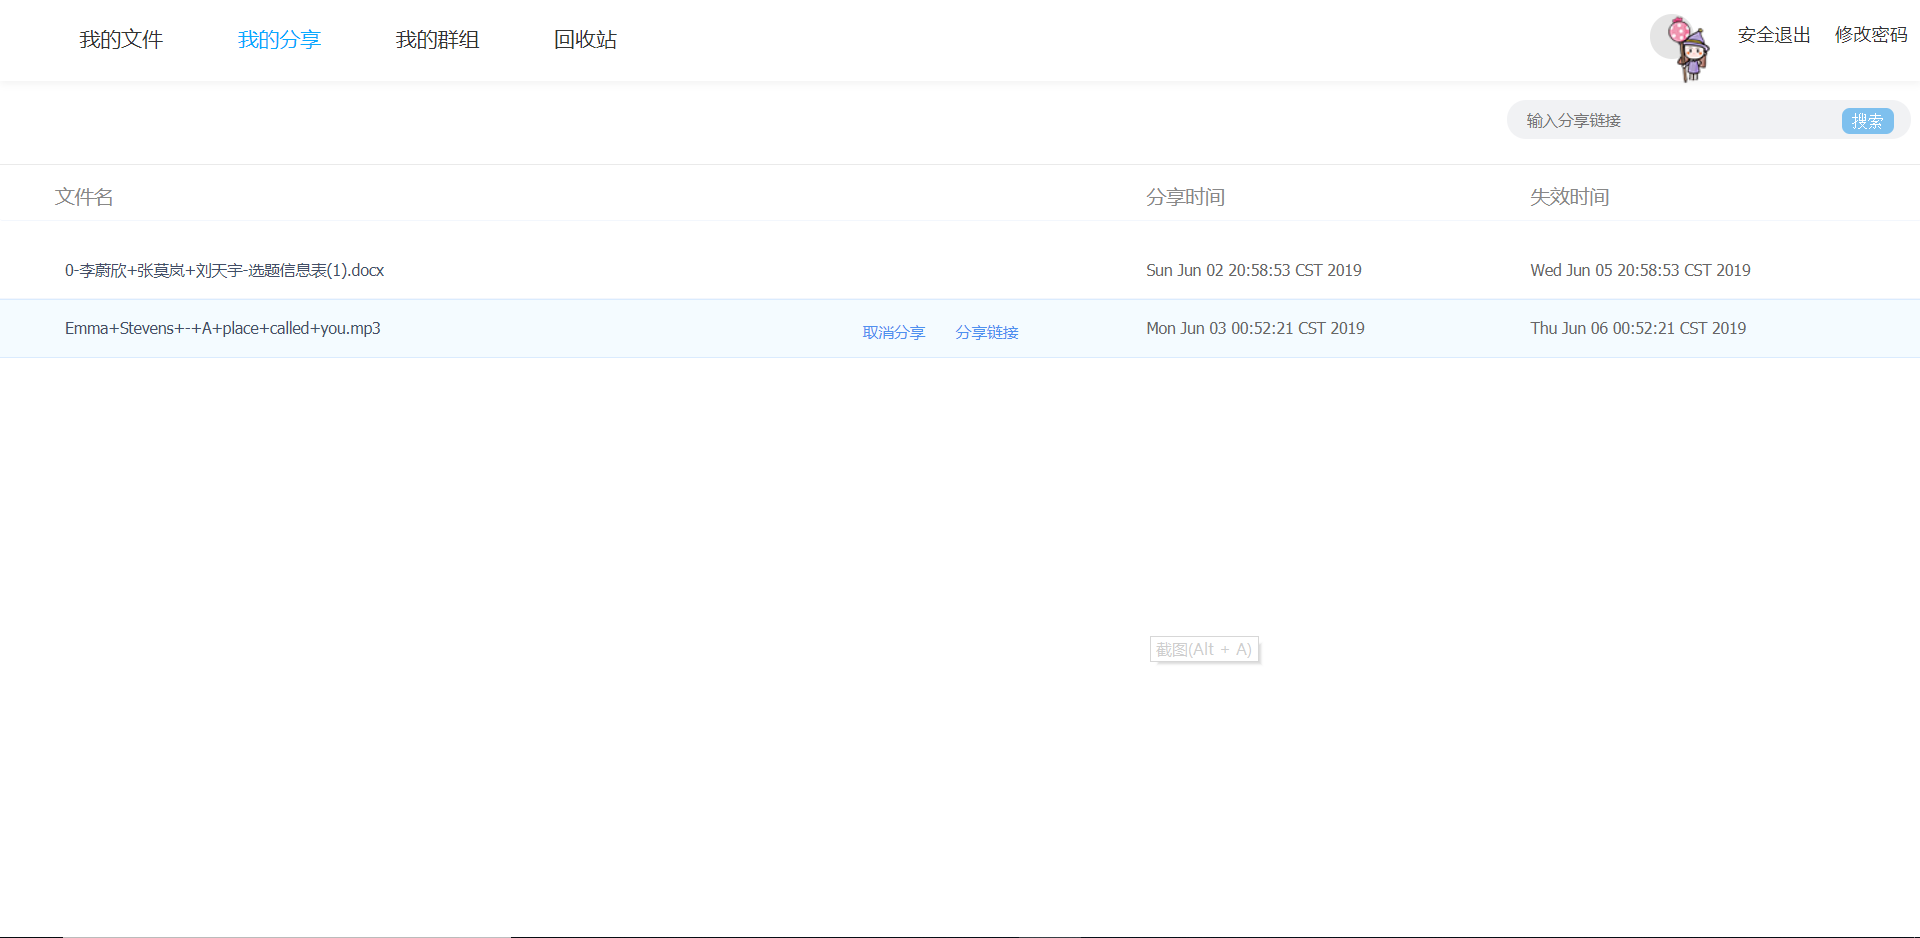 我的文件 我的分享 我的群组 回收站 安全退出 修改密码
输入分享链接 搜索
文件名 分享时间 失效时间
0-李蔚欣+张莫岚+刘天宇-选题信息表(1).docx Sun Jun 02 20:58:53 CST 2019 Wed Jun 05 20:58:53 CST 2019
Emma+Stevens+-+A+place+called+you.mp3 取消分享 分享链接 Mon Jun 03 00:52:21 CST 2019 Thu Jun 06 00:52:21 CST 2019
截图(Alt + A)